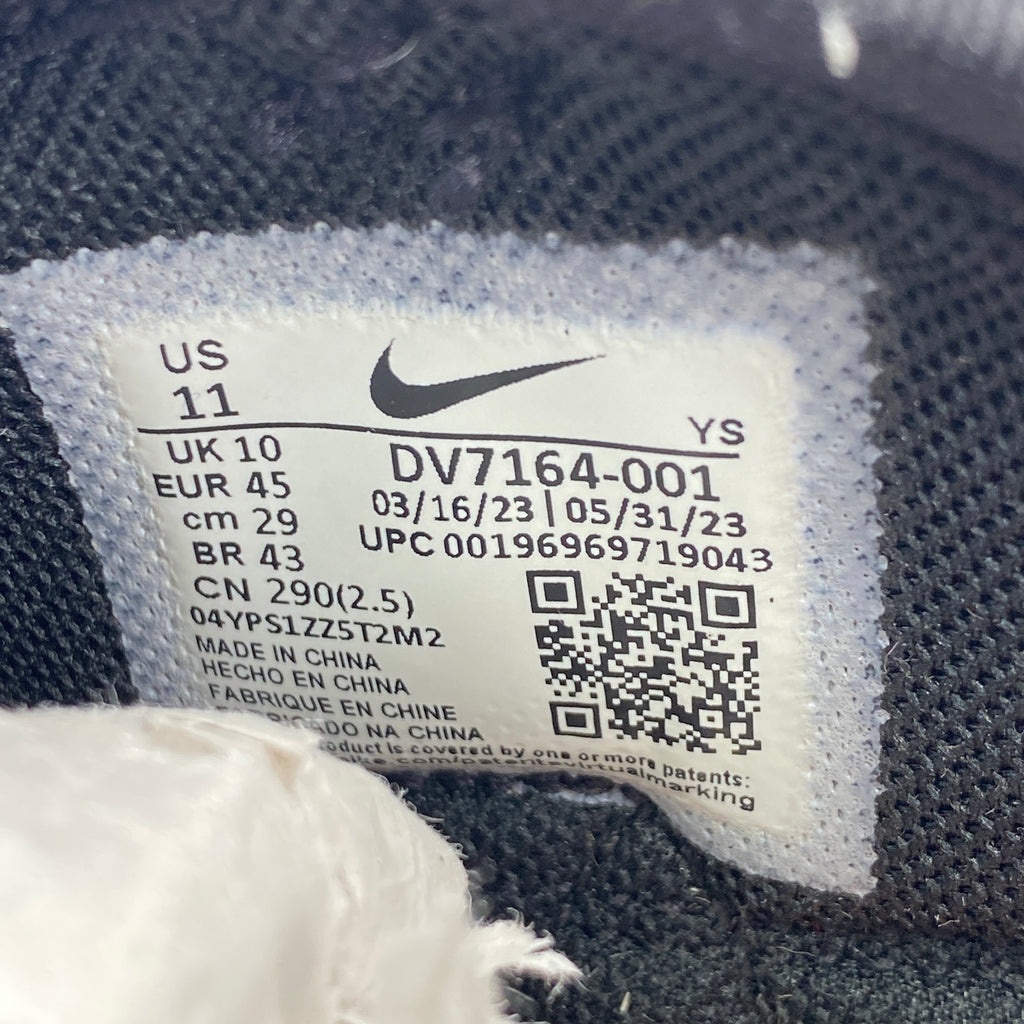 US
11
YS
UK 10
EUR 45
cm 29
BR 43
CN 290(2.5)
04YPS1ZZ5T2M2
DV7164-001
03/16/23 | 05/31/23
UPC 00196969719043
MADE IN CHINA
HECHO EN CHINA
FABRIQUE EN CHINE
NA CHINA
is covered by one or more patents: